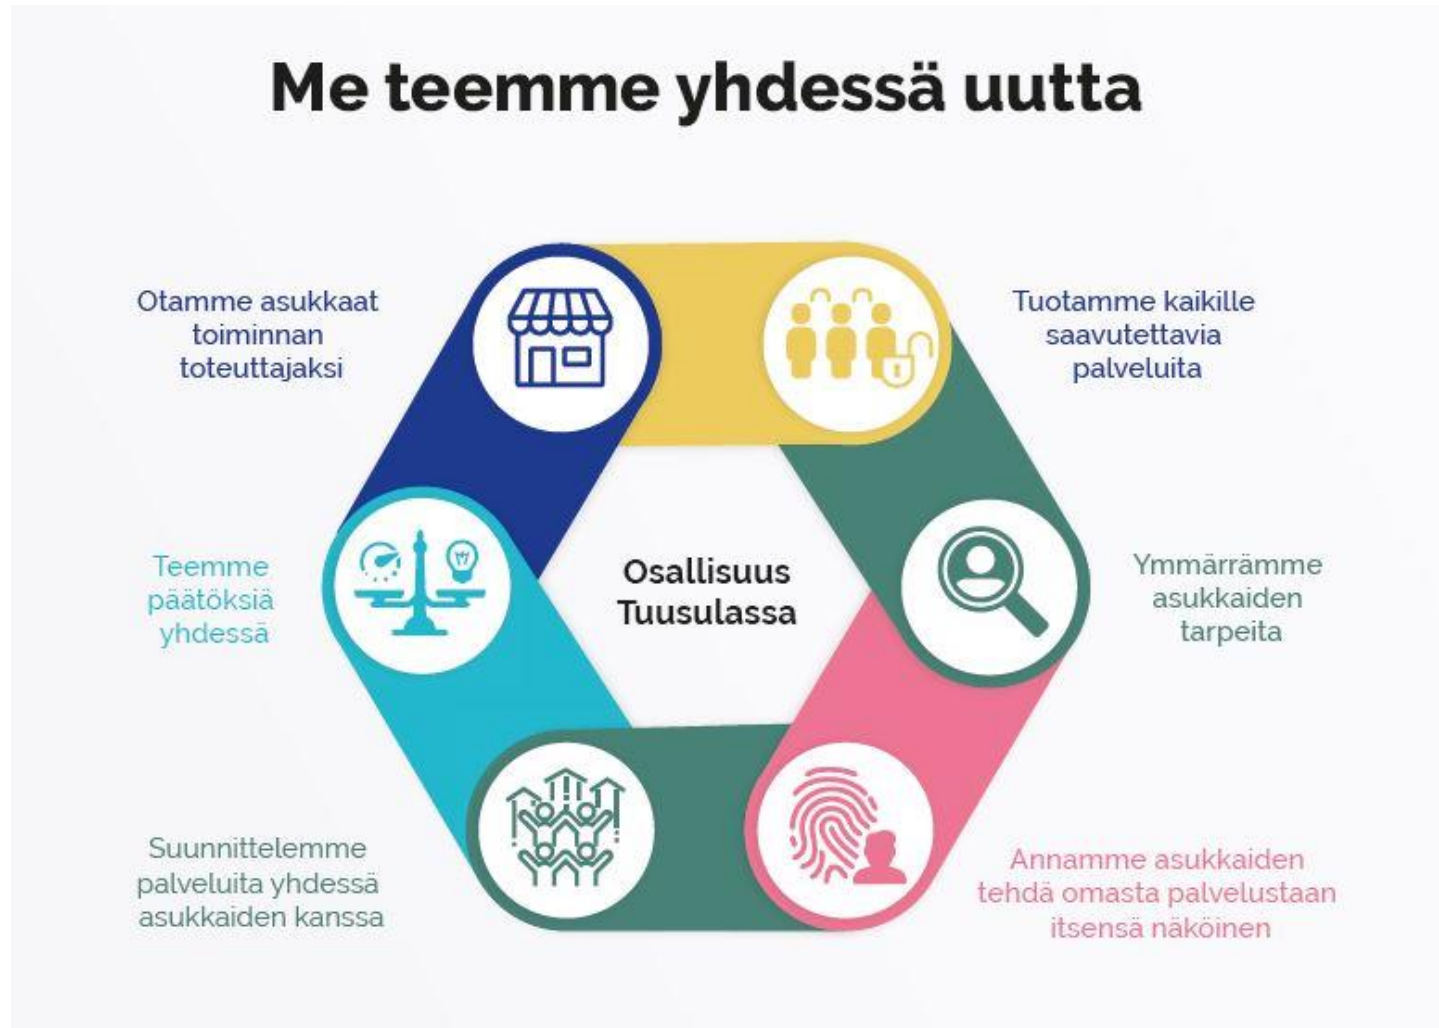 Me teemme yhdessä uutta
Otamme asukkaat
toiminnan
toteuttajaksi
Tuotamme kaikille
saavutettavia
palveluita
Teemme
päätöksiä
yhdessä
Osallisuus
Tuusulassa
Ymmärrämme
asukkaiden
tarpeita
Suunnittelemme
palveluita yhdessä
asukkaiden kanssa
Annamme asukkaiden
tehdä omasta palvelustaan
itsensä näköinen